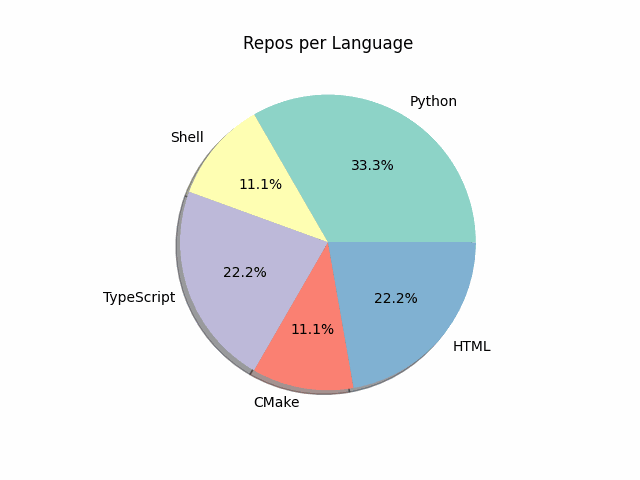 Repos per Language
Python
Shell
33.3%
11.1%
22.2%
TypeScript
22.2%
11.1%
HTML
CMake